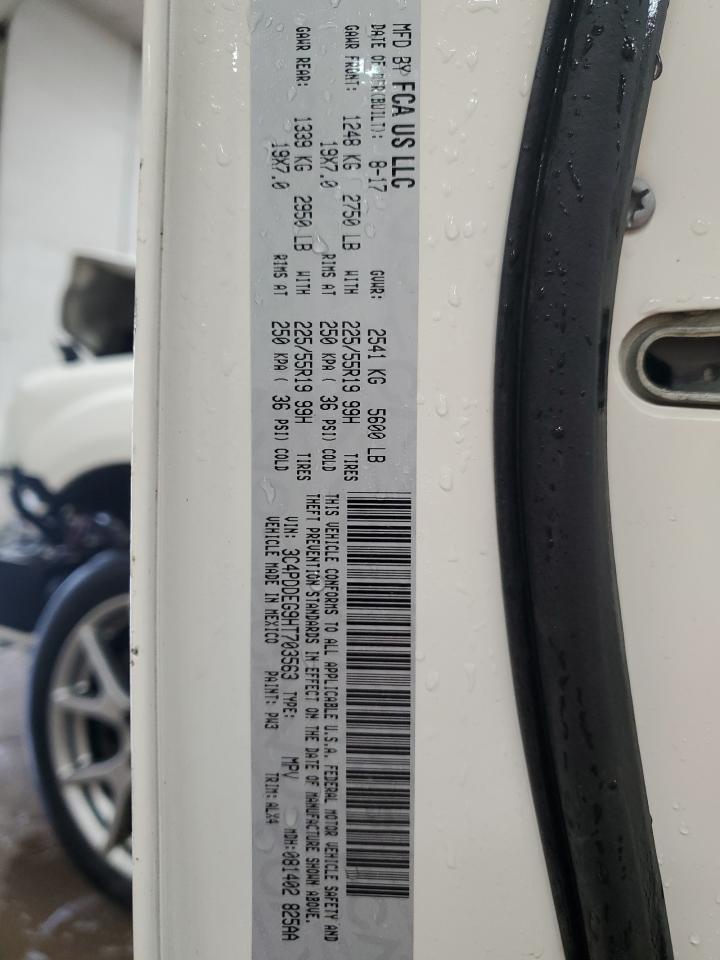 MFD BY FCA US LLC
DATE OF MFR(BUILT): 8-17 GVWR: 2541 KG 5600 LB
GAWR FRONT: 1248 KG 2750 LB WITH 225/55R19 99H TIRES
19X7.0 RIMS AT 250 KPA ( 36 PSI) COLD
GAWR REAR: 1339 KG 2950 LB WITH 225/55R19 99H TIRES
19X7.0 RIMS AT 250 KPA ( 36 PSI) COLD
THIS VEHICLE CONFORMS TO ALL APPLICABLE U.S.A. FEDERAL MOTOR VEHICLE SAFETY AND
THEFT PREVENTION STANDARDS IN EFFECT ON THE DATE OF MANUFACTURE SHOWN ABOVE.
VIN: 3C4PDDEG9HT703563 TYPE: MPV MDH:081402 825AA
VEHICLE MADE IN MEXICO PAINT: PW3 TRIM: ALX4